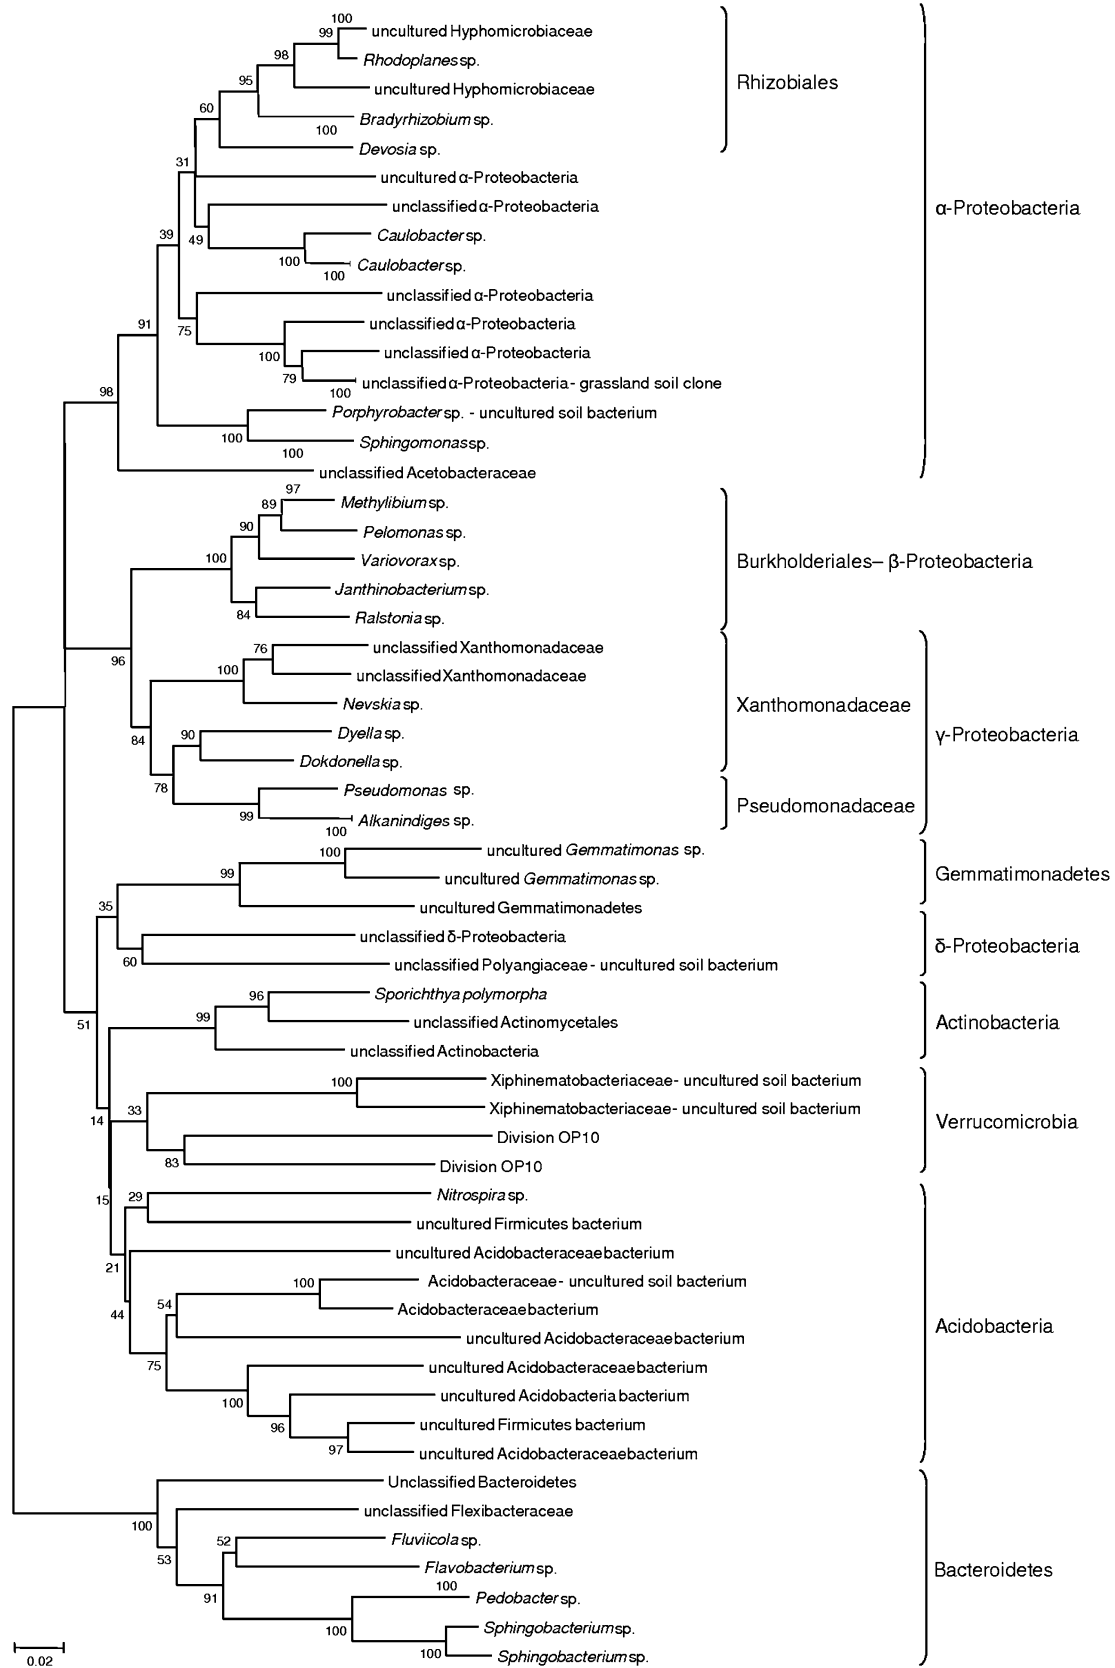 100
99
uncultured Hyphomicrobiaceae
98
Rhodoplanes sp.
95
uncultured Hyphomicrobiaceae
Rhizobiales
60
Bradyrhizobium sp.
100
Devosia sp.
31
uncultured α-Proteobacteria
unclassified α-Proteobacteria
α-Proteobacteria
39
49
Caulobacter sp.
100
Caulobacter sp.
100
unclassified α-Proteobacteria
91
75
unclassified α-Proteobacteria
100
unclassified α-Proteobacteria
79
unclassified α-Proteobacteria - grassland soil clone
100
98
Porphyrobacter sp. - uncultured soil bacterium
100
Sphingomonas sp.
100
unclassified Acetobacteraceae
97
89
Methylibium sp.
90
Pelomonas sp.
100
Variovorax sp.
Burkholderiales– β-Proteobacteria
Janthinobacterium sp.
84
Ralstonia sp.
96
76
unclassified Xanthomonadaceae
100
unclassified Xanthomonadaceae
Nevskia sp.
Xanthomonadaceae
84
90
Dyella sp.
γ-Proteobacteria
Dokdonella sp.
78
Pseudomonas sp.
Pseudomonadaceae
99
Alkanindiges sp.
100
100
uncultured Gemmatimonas sp.
99
uncultured Gemmatimonas sp.
Gemmatimonadetes
35
uncultured Gemmatimonadetes
unclassified δ-Proteobacteria
δ-Proteobacteria
60
unclassified Polyangiaceae - uncultured soil bacterium
96
Sporichthya polymorpha
51
99
unclassified Actinomycetales
Actinobacteria
unclassified Actinobacteria
100
Xiphinematobacteriaceae - uncultured soil bacterium
14
33
Xiphinematobacteriaceae - uncultured soil bacterium
Verrucomicrobia
Division OP10
83
Division OP10
15
29
Nitrospira sp.
uncultured Firmicutes bacterium
21
uncultured Acidobacteraceae bacterium
100
Acidobacteraceae - uncultured soil bacterium
44
54
Acidobacteraceae bacterium
Acidobacteria
uncultured Acidobacteraceae bacterium
75
uncultured Acidobacteraceae bacterium
100
uncultured Acidobacteria bacterium
96
uncultured Firmicutes bacterium
97
uncultured Acidobacteraceae bacterium
Unclassified Bacteroidetes
100
unclassified Flexibacteraceae
53
52
Fluviicola sp.
Flavobacterium sp.
Bacteroidetes
91
100
Pedobacter sp.
100
Sphingobacterium sp.
100
Sphingobacterium sp.
0.02